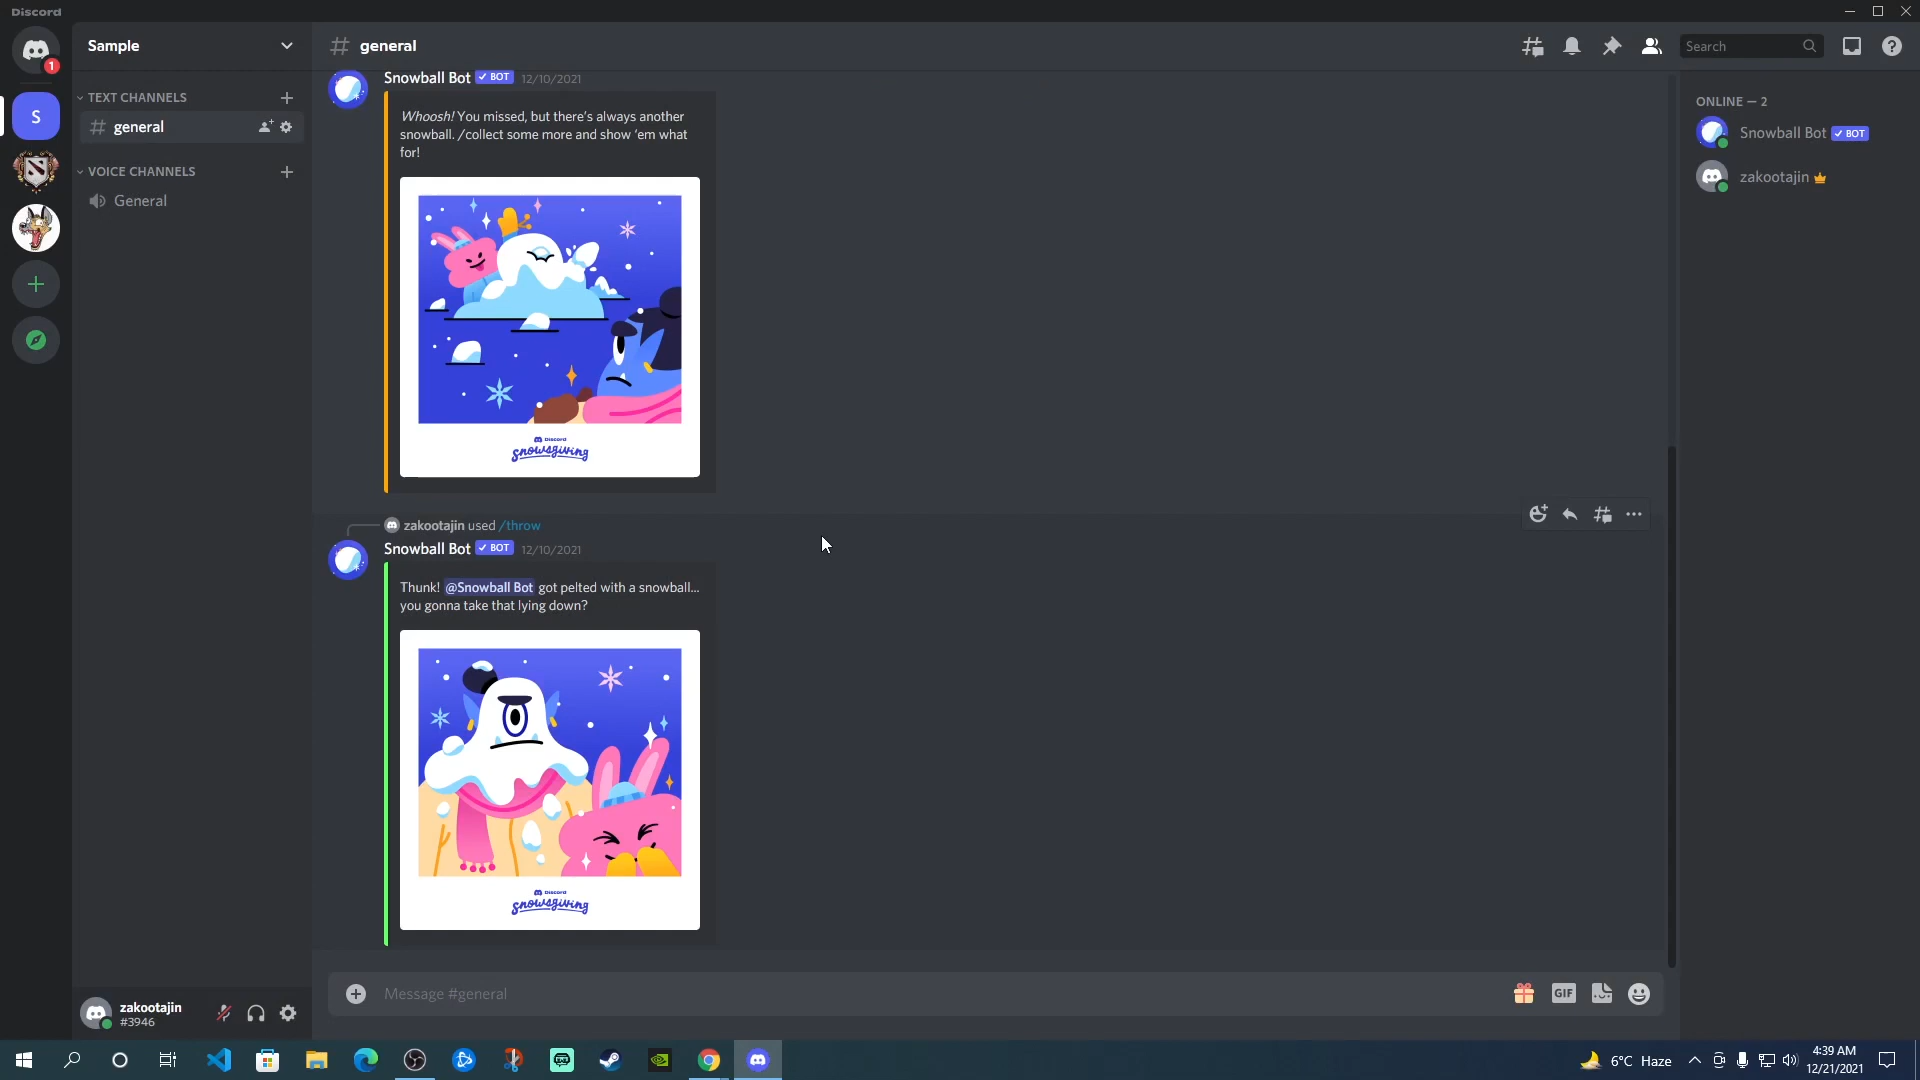 Discord
1
Sample
general
Search
TEXT CHANNELS
general
VOICE CHANNELS
General
S
Snowball Bot BOT 12/10/2021
Whoosh! You missed, but there’s always another
snowball. /collect some more and show ‘em what
for!
Discord
snowsgiving
zakootajin used /throw
Snowball Bot BOT 12/10/2021
Thunk! @Snowball Bot got pelted with a snowball...
you gonna take that lying down?
Discord
snowsgiving
ONLINE — 2
Snowball Bot BOT
zakootajin
zakootajin
#3946
Message #general
GIF
6°C Haze
4:39 AM
12/21/2021